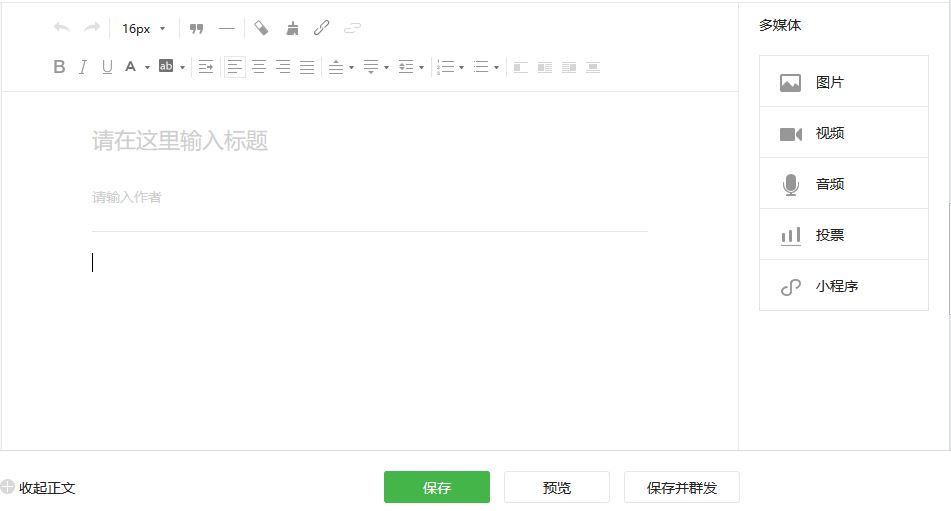 16px
多媒体
B I U A ab
图片
请在这里输入标题
视频
音频
请输入作者
投票
小程序
收起正文 保存 预览 保存并群发